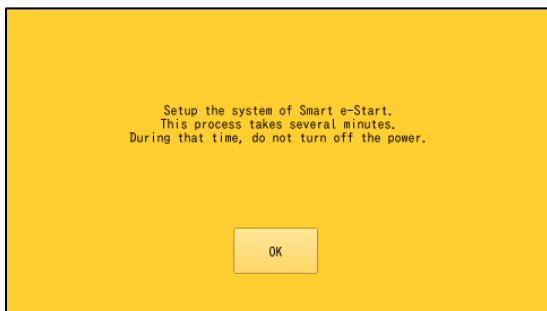 Setup the system of Smart e-Start.
This process takes several minutes.
During that time, do not turn off the power.
OK